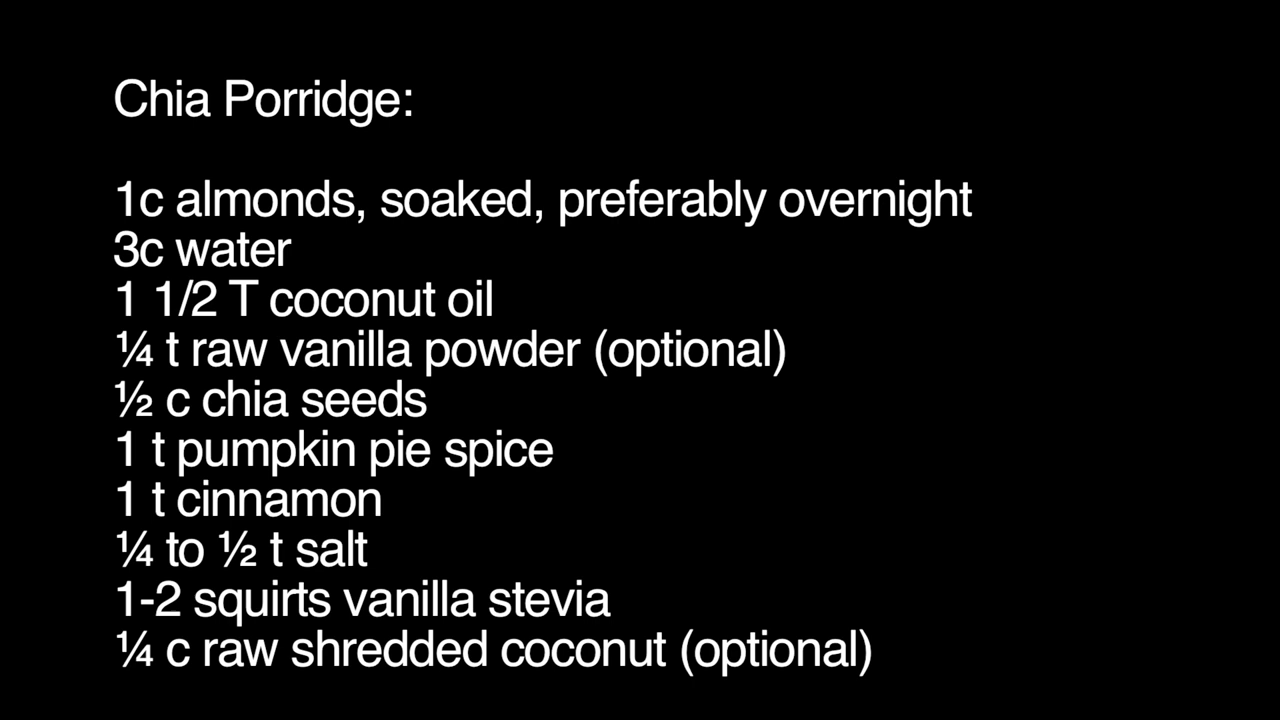 Chia Porridge:
1c almonds, soaked, preferably overnight
3c water
1 1/2 T coconut oil
¼ t raw vanilla powder (optional)
½ c chia seeds
1 t pumpkin pie spice
1 t cinnamon
¼ to ½ t salt
1-2 squirts vanilla stevia
¼ c raw shredded coconut (optional)